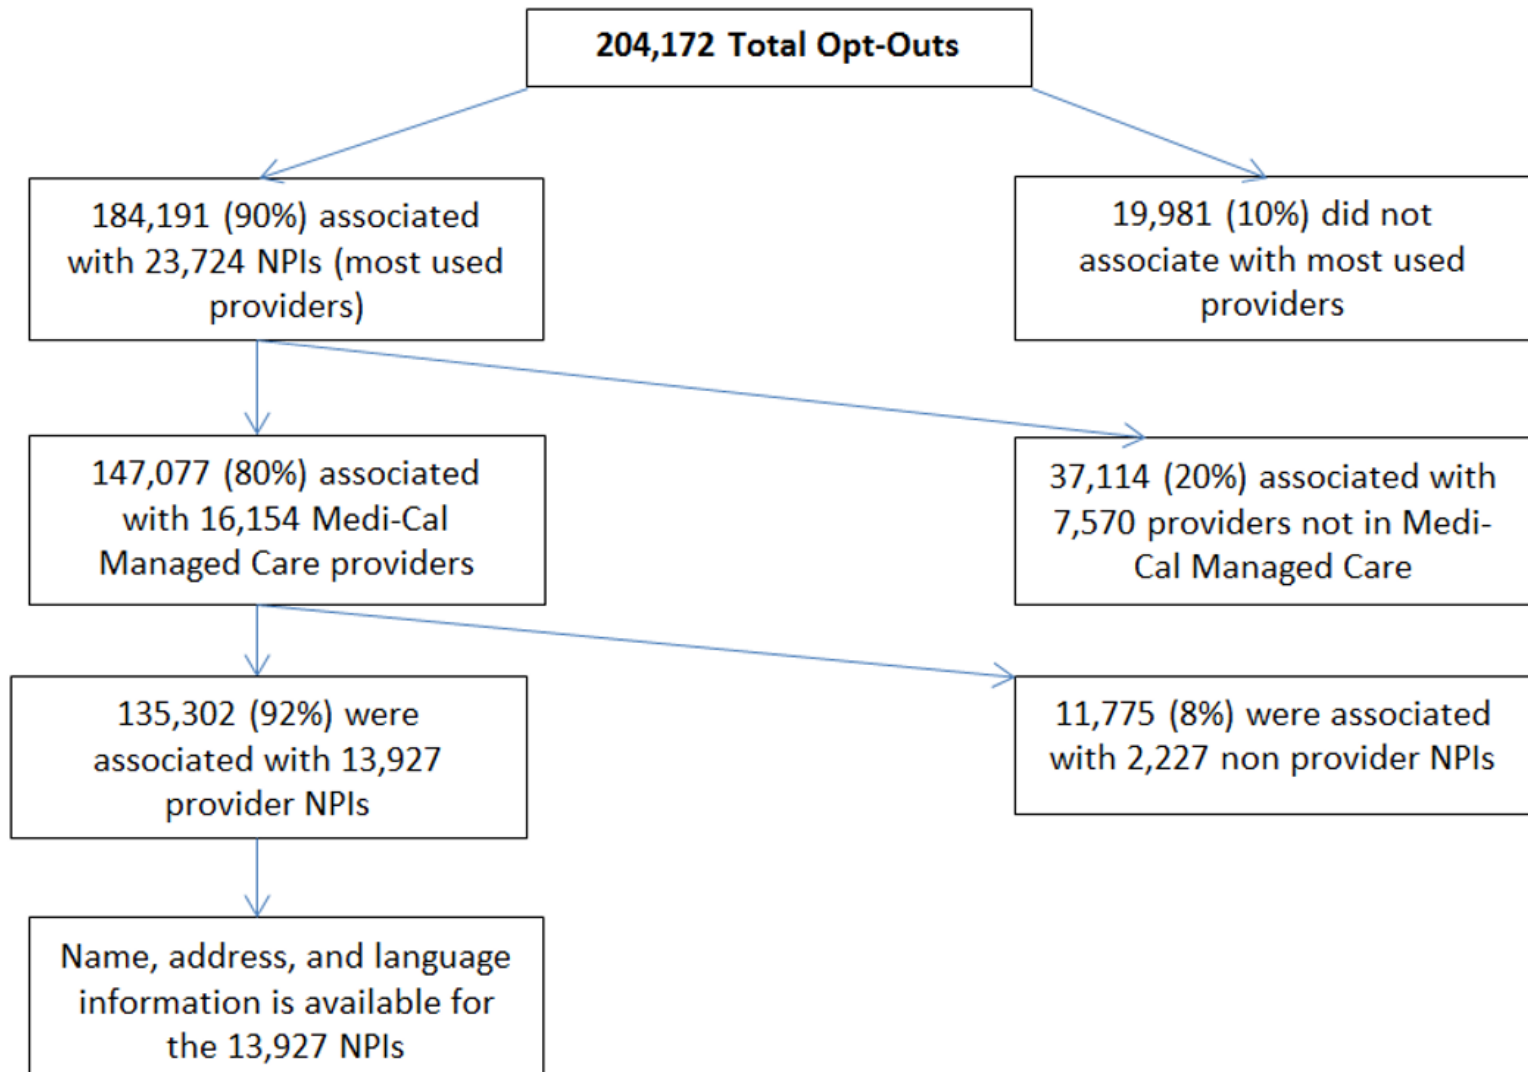 204,172 Total Opt-Outs
184,191 (90%) associated
with 23,724 NPIs (most used
providers)
19,981 (10%) did not
associate with most used
providers
147,077 (80%) associated
with 16,154 Medi-Cal
Managed Care providers
37,114 (20%) associated with
7,570 providers not in Medi-
Cal Managed Care
135,302 (92%) were
associated with 13,927
provider NPIs
11,775 (8%) were associated
with 2,227 non provider NPIs
Name, address, and language
information is available for
the 13,927 NPIs